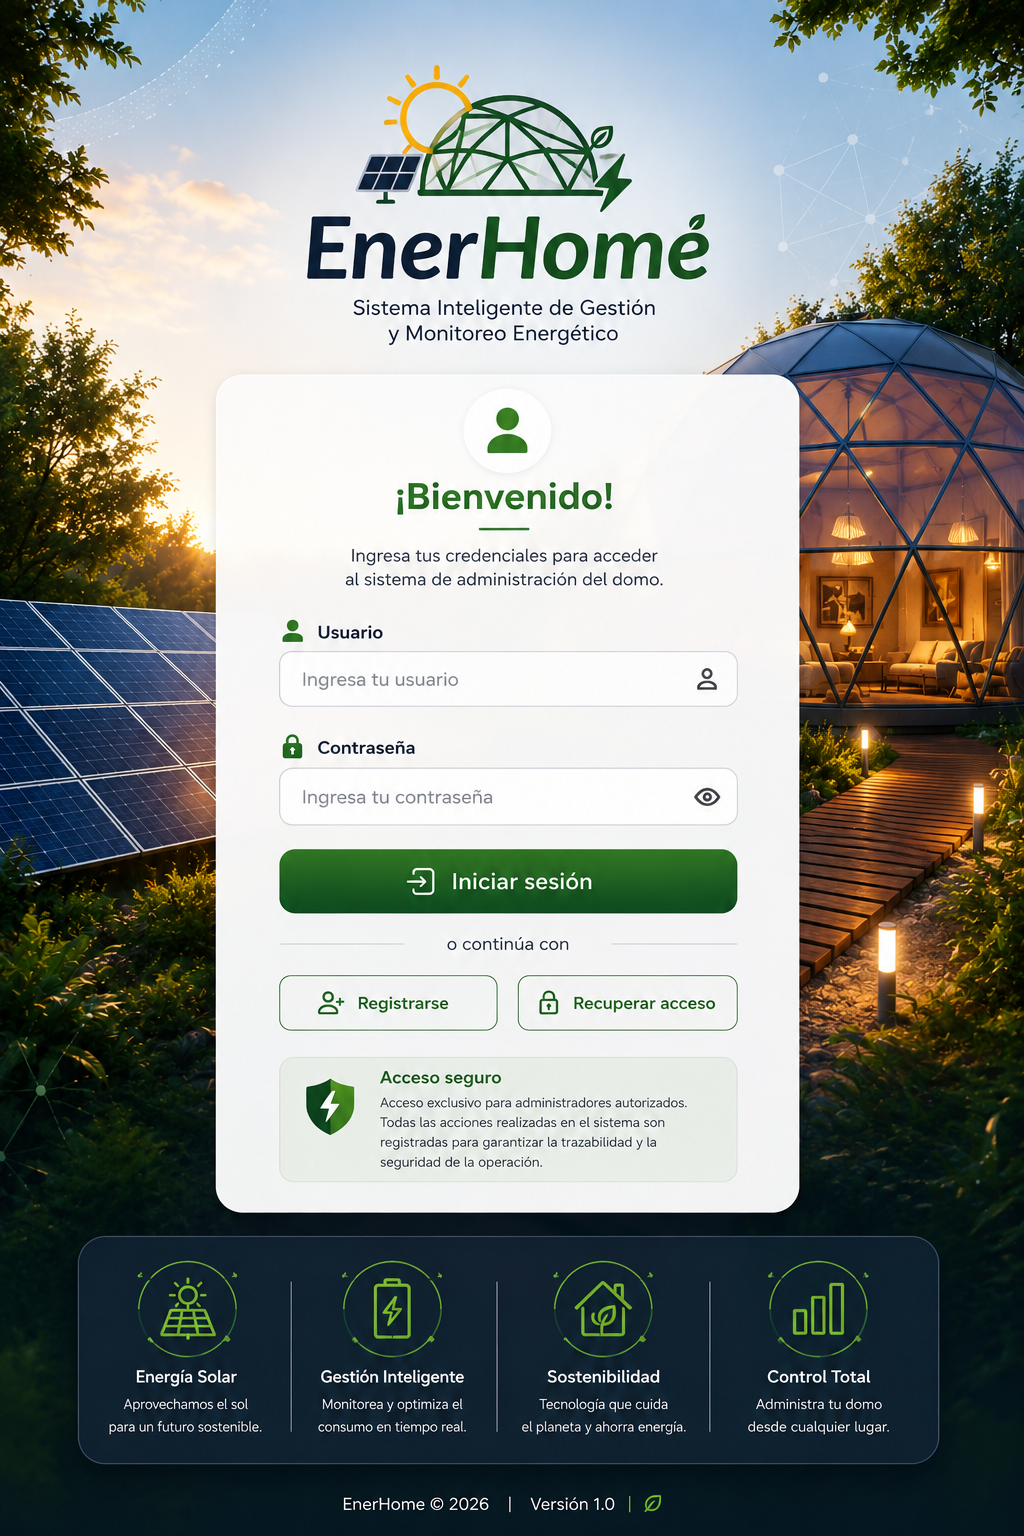 EnerHomé
Sistema Inteligente de Gestión
y Monitoreo Energético
¡Bienvenido!
Ingresa tus credenciales para acceder
al sistema de administración del domo.
Usuario
Ingresa tu usuario
Contraseña
Ingresa tu contraseña
Iniciar sesión
o continúa con
Registrarse
Recuperar acceso
Acceso seguro
Acceso exclusivo para administradores autorizados.
Todas las acciones realizadas en el sistema son
registradas para garantizar la trazabilidad y la
seguridad de la operación.
Energía Solar
Aprovechamos el sol
para un futuro sostenible.
Gestión Inteligente
Monitorea y optimiza el
consumo en tiempo real.
Sostenibilidad
Tecnología que cuida
el planeta y ahorra energía.
Control Total
Administra tu domo
desde cualquier lugar.
EnerHome © 2026 | Versión 1.0 |